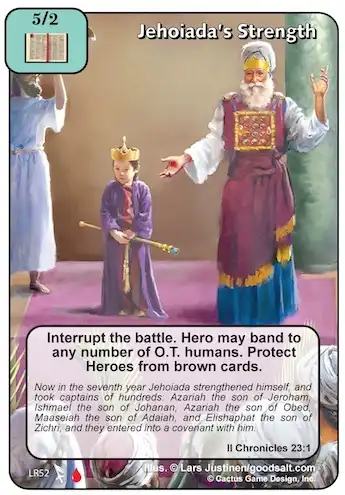 5/2
Jehoiada's Strength
Interrupt the battle. Hero may band to
any number of O.T. humans. Protect
Heroes from brown cards.
Now in the seventh year Jehoiada strengthened himself, and
took captains of hundreds. Azariah the son of Jeroham,
Ishmael the son of Johanan, Azariah the son of Obed,
Maaseiah the son of Adaiah, and Elishaphat the son of
Zichri, and they entered into a covenant with him.
II Chronicles 23:1
LR52
Illus. © Lars Justinen/goodsalt.com
© Cactus Game Design, Inc.